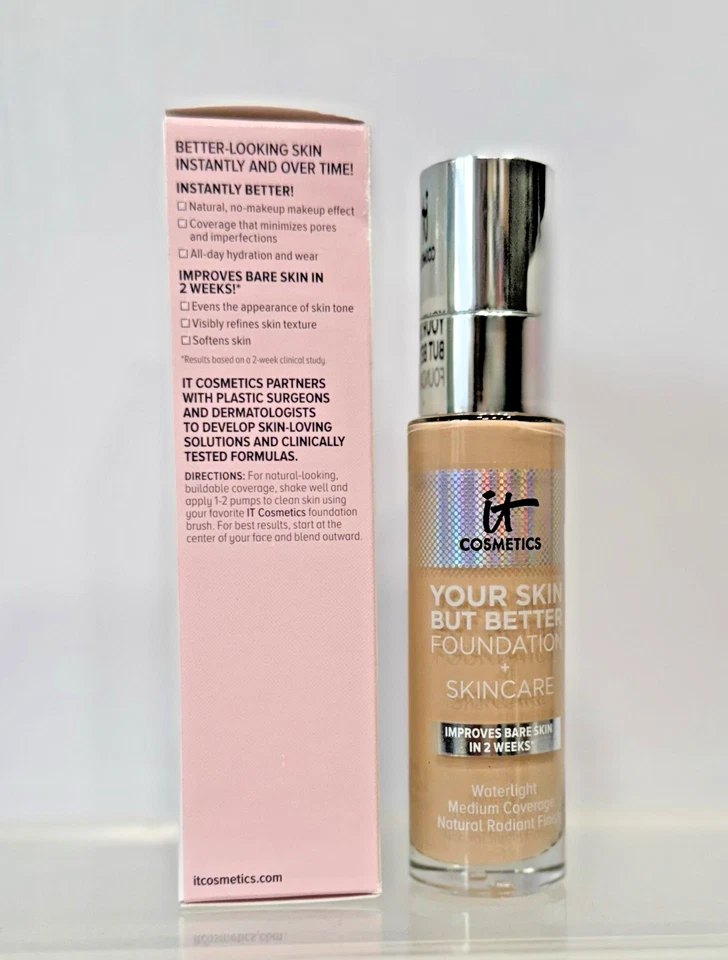 BETTER-LOOKING SKIN
INSTANTLY AND OVER TIME!
INSTANTLY BETTER!
Natural, no-makeup makeup effect
Coverage that minimizes pores
and imperfections
All-day hydration and wear
IMPROVES BARE SKIN IN
2 WEEKS!*
Evens the appearance of skin tone
Visibly refines skin texture
Softens skin
*Results based on a 2-week clinical study.
IT COSMETICS PARTNERS
WITH PLASTIC SURGEONS
AND DERMATOLOGISTS
TO DEVELOP SKIN-LOVING
SOLUTIONS AND CLINICALLY
TESTED FORMULAS.
DIRECTIONS: For natural-looking,
buildable coverage, shake well and
apply 1-2 pumps to clean skin using
your favorite IT Cosmetics foundation
brush. For best results, start at the
center of your face and blend outward.
itcosmetics.com
it
COSMETICS
YOUR SKIN
BUT BETTER
FOUNDATION
+
SKINCARE
IMPROVES BARE SKIN
IN 2 WEEKS*
Waterlight
Medium Coverage
Natural Radiant Finish